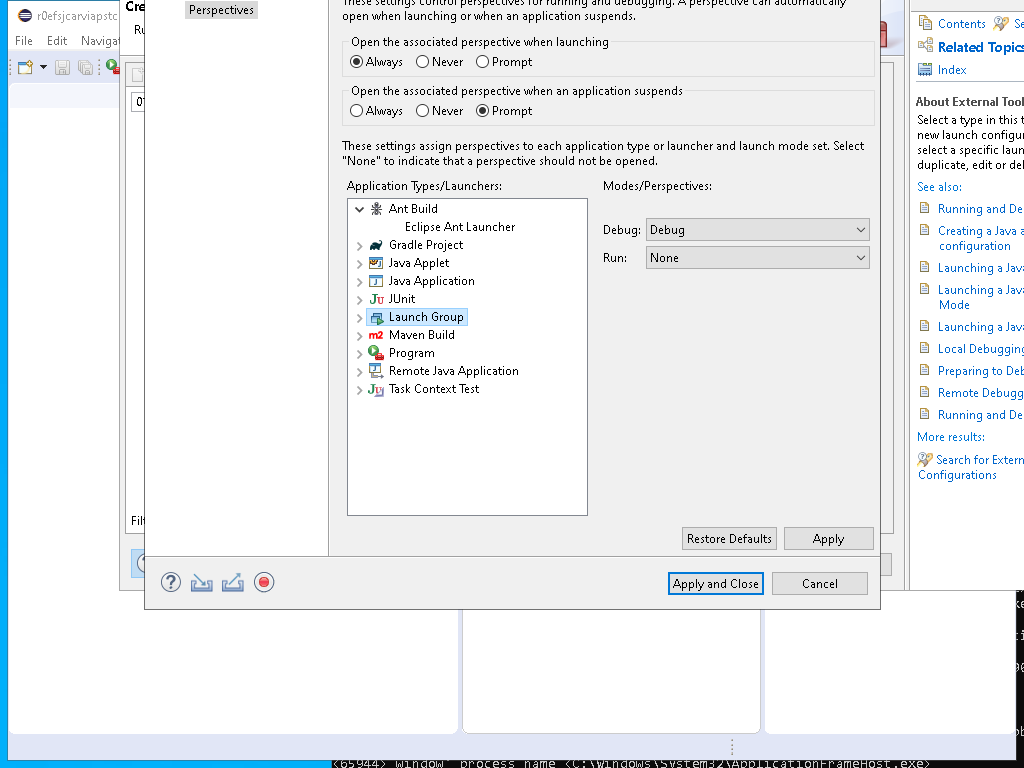 r0efsjcarviapstc
File Edit Navigat
Cre
Ru
Perspectives
These settings control perspectives for running and debugging. A perspective can automatically
open when launching or when an application suspends.
Open the associated perspective when launching
Always Never Prompt
Open the associated perspective when an application suspends
Always Never Prompt
These settings assign perspectives to each application type or launcher and launch mode set. Select
"None" to indicate that a perspective should not be opened.
Application Types/Launchers:
Ant Build
Eclipse Ant Launcher
Gradle Project
Java Applet
Java Application
JUnit
Launch Group
Maven Build
Program
Remote Java Application
Task Context Test
Modes/Perspectives:
Debug: Debug
Run: None
Filt
Restore Defaults Apply
Apply and Close Cancel
Contents Se
Related Topics
Index
About External Tool
Select a type in this t
new launch configur
select a specific laun
duplicate, edit or del
See also:
Running and De
Creating a Java a
configuration
Launching a Java
Launching a Java
Mode
Launching a Java
Local Debugging
Preparing to Deb
Remote Debugg
Running and De
More results:
Search for Extern
Configurations
<65944> Window  process name <C:\Windows\System32\ApplicationFrameHost.exe>